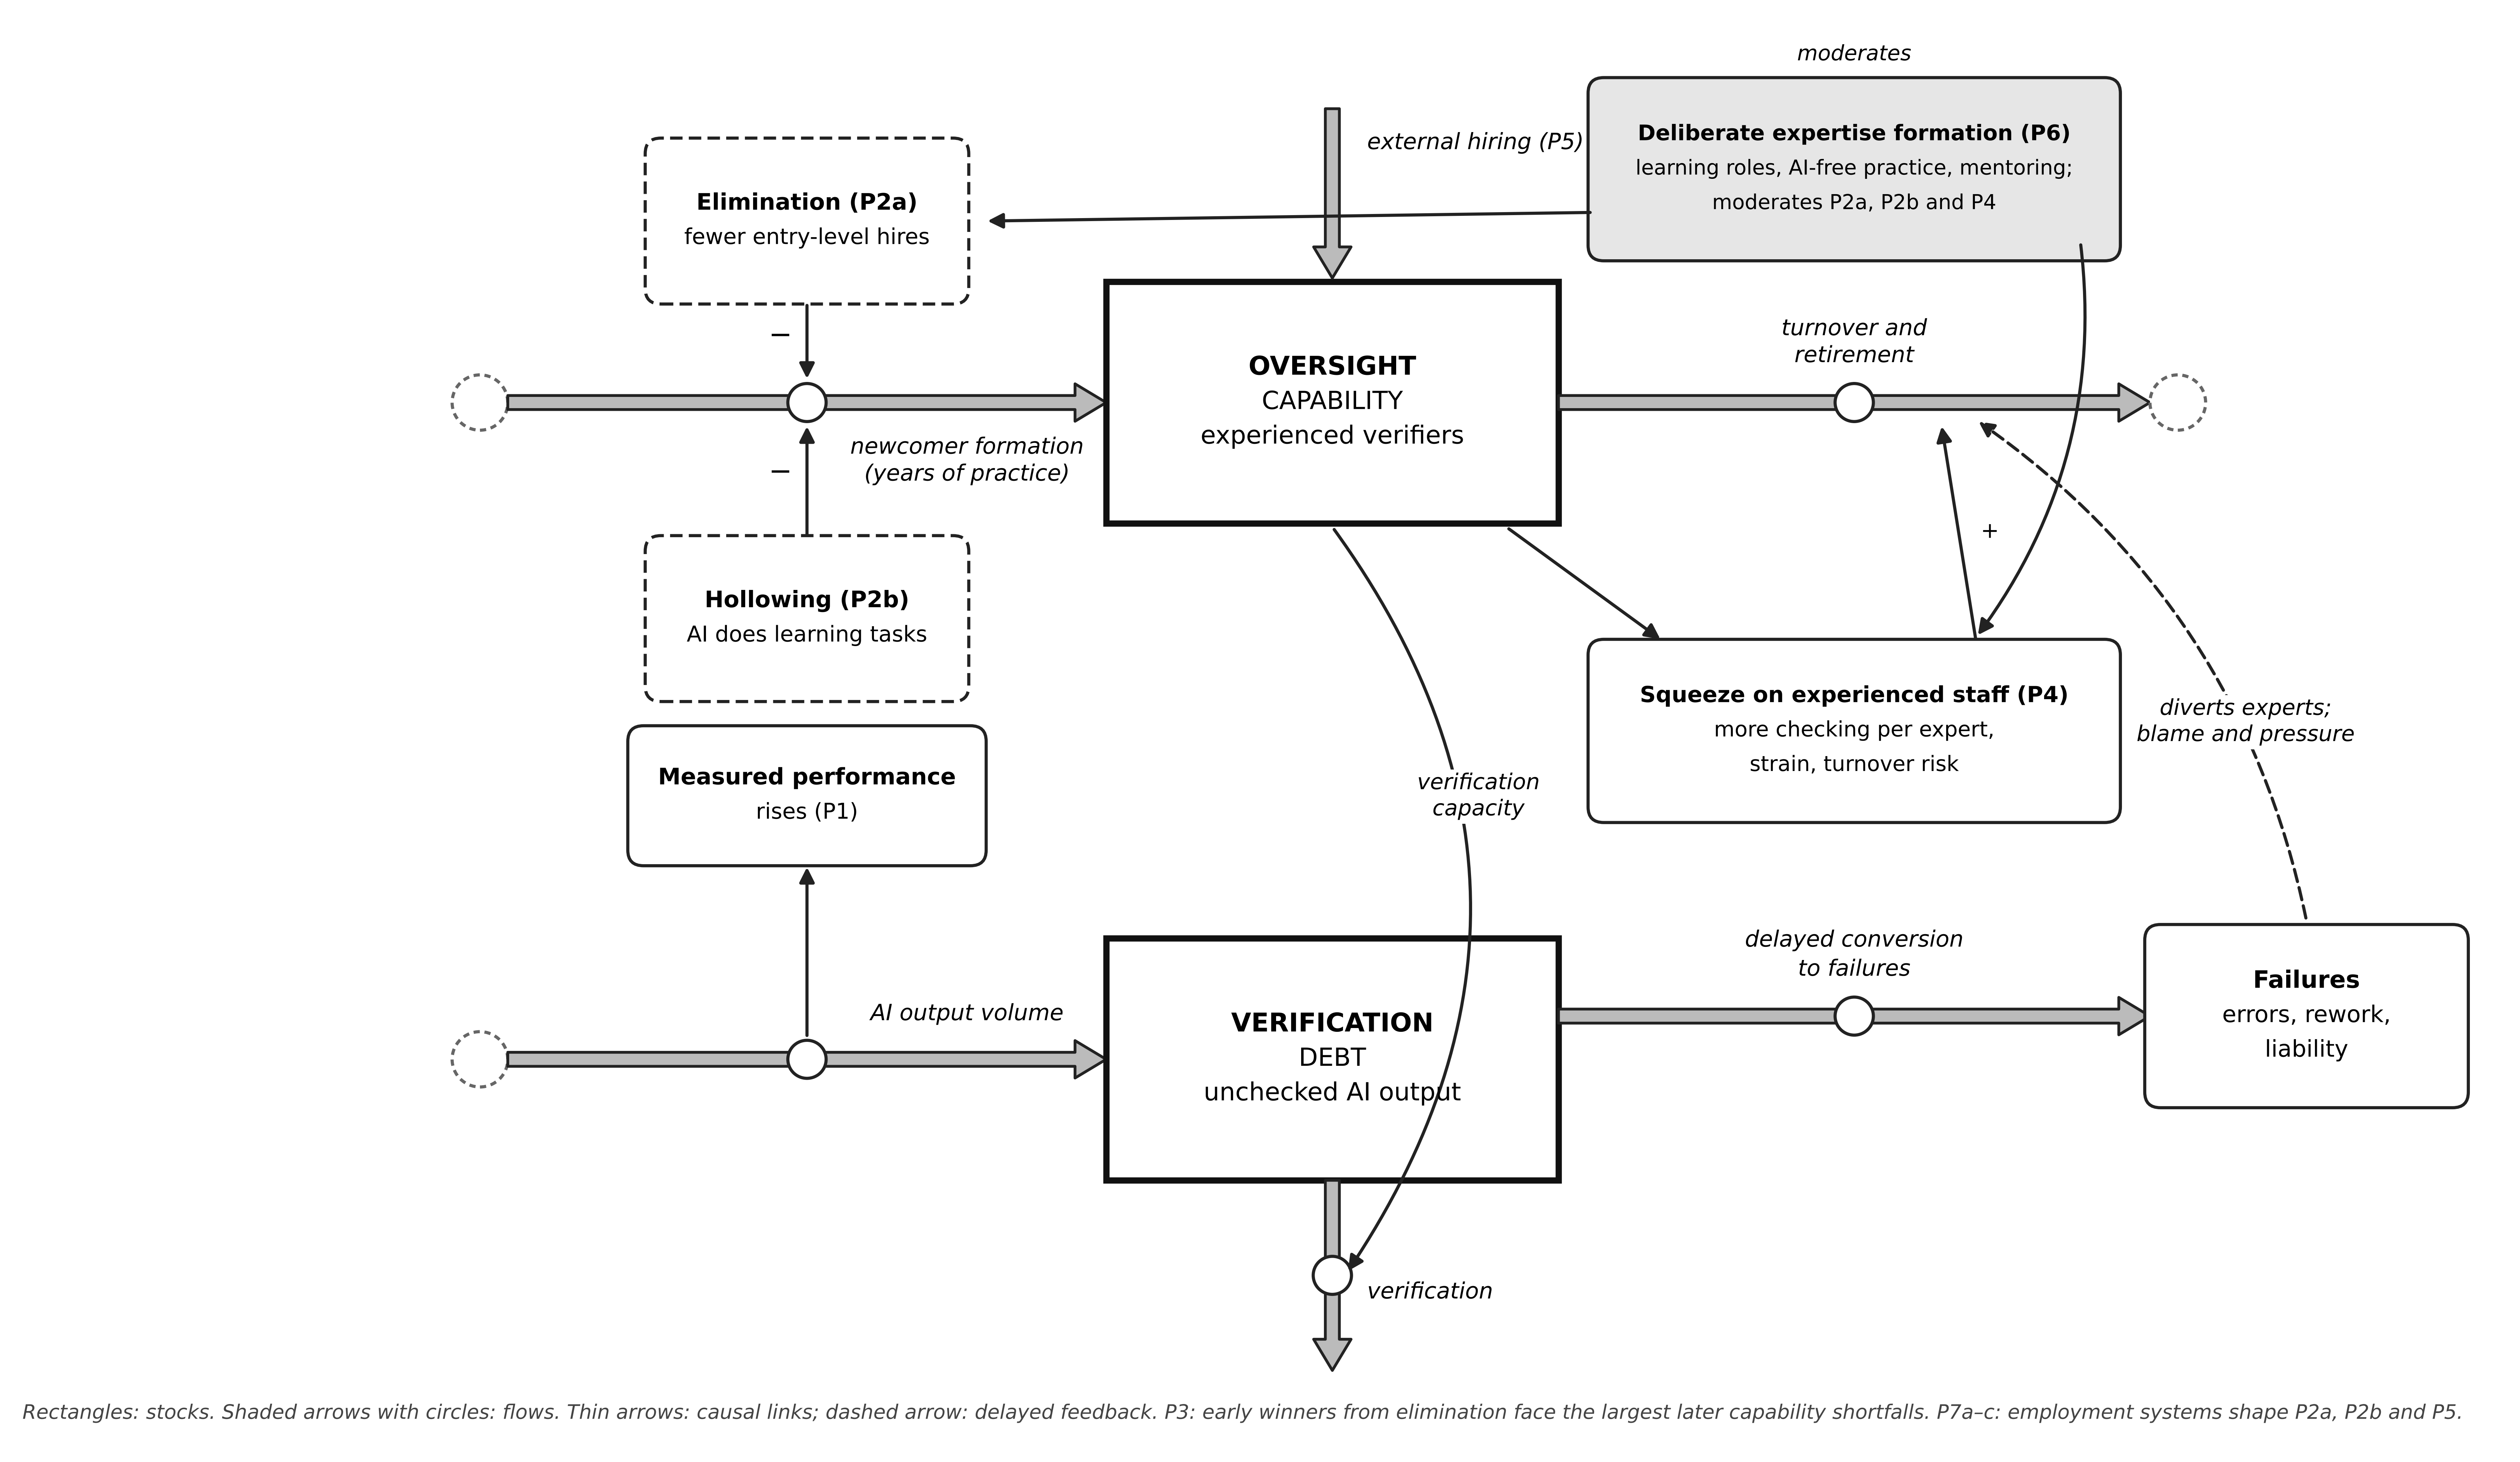 moderates
Deliberate expertise formation (P6)
learning roles, AI-free practice, mentoring;
moderates P2a, P2b and P4
external hiring (P5)
Elimination (P2a)
fewer entry-level hires
−
turnover and
retirement
OVERSIGHT
CAPABILITY
experienced verifiers
newcomer formation
(years of practice)
−
+
Hollowing (P2b)
AI does learning tasks
Squeeze on experienced staff (P4)
more checking per expert,
strain, turnover risk
diverts experts;
blame and pressure
Measured performance
rises (P1)
verification
capacity
delayed conversion
to failures
Failures
errors, rework,
liability
AI output volume
VERIFICATION
DEBT
unchecked AI output
verification
Rectangles: stocks. Shaded arrows with circles: flows. Thin arrows: causal links; dashed arrow: delayed feedback. P3: early winners from elimination face the largest later capability shortfalls. P7a–c: employment systems shape P2a, P2b and P5.